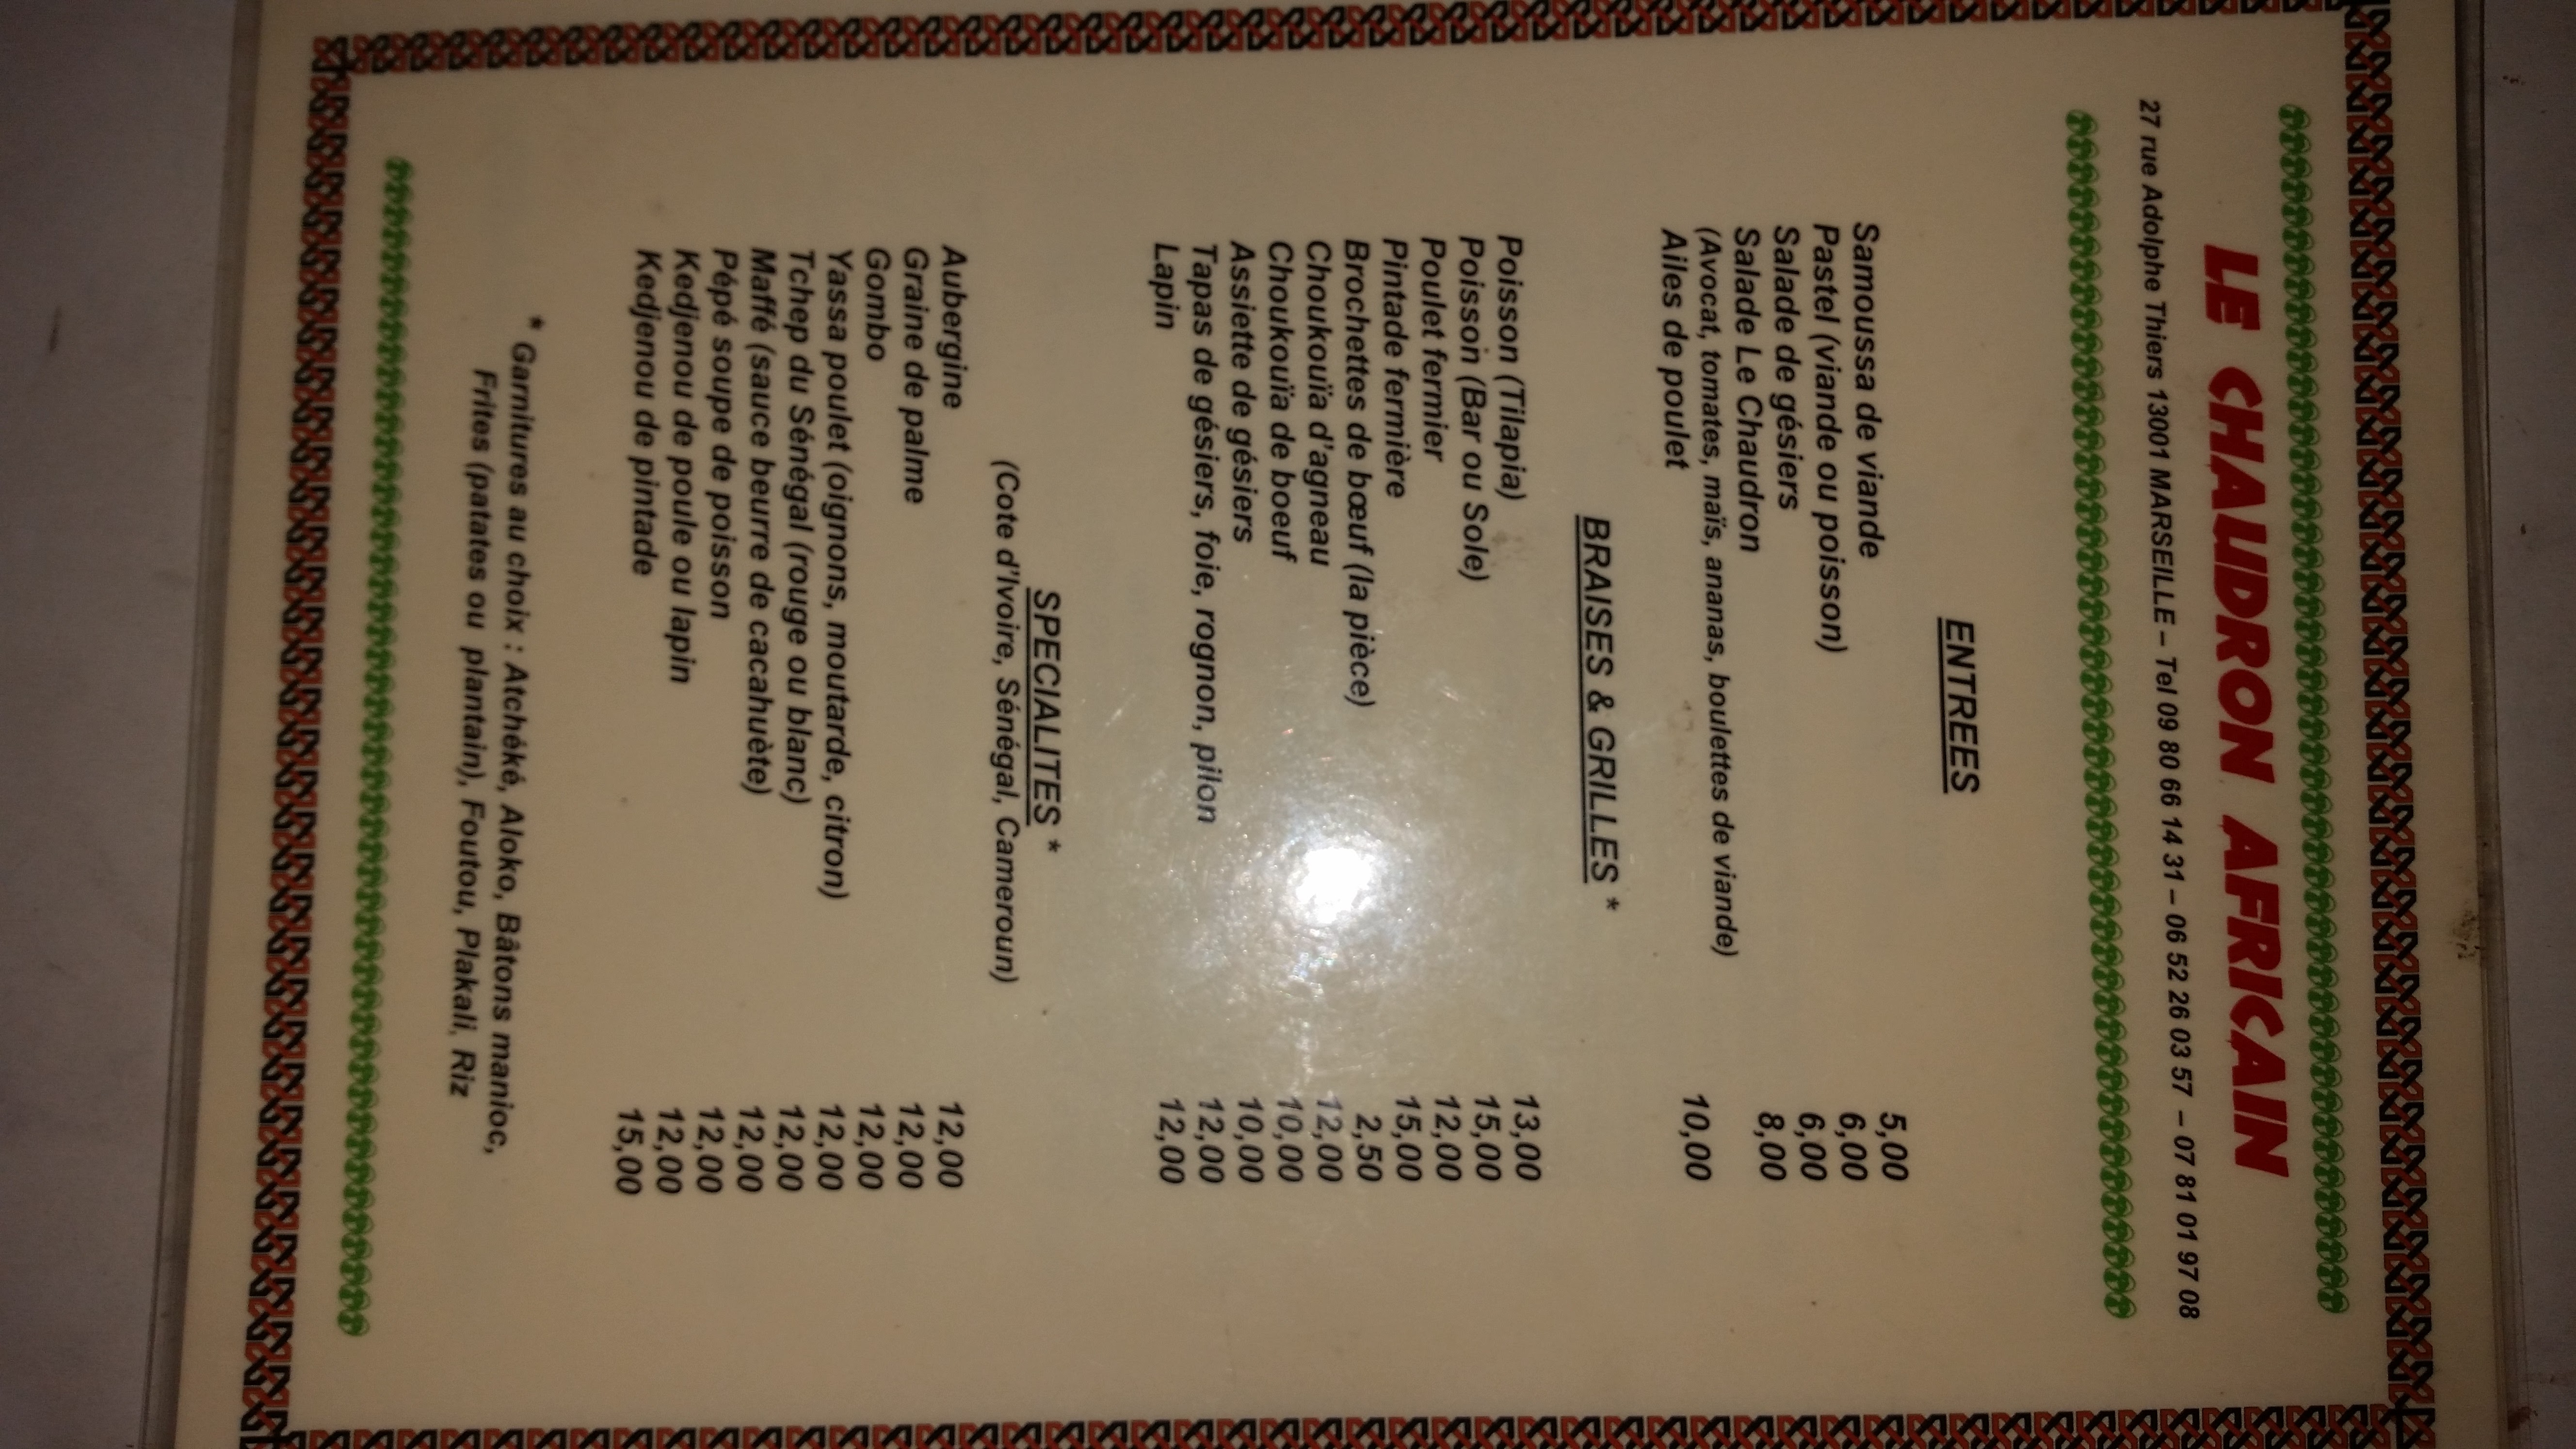 LE CHAUDRON AFRICAIN
27 rue Adolphe Thiers 13001 MARSEILLE – Tel 09 80 66 14 31 – 06 52 26 03 57 – 07 81 01 97 08
ENTREES
Samoussa de viande 5,00
Pastel (viande ou poisson) 6,00
Salade de gésiers 6,00
Salade Le Chaudron 8,00
(Avocat, tomates, maïs, ananas, boulettes de viande)
Ailes de poulet 10,00
BRAISES & GRILLES *
Poisson (Tilapia) 13,00
Poisson (Bar ou Sole) 15,00
Poulet fermier 12,00
Pintade fermière 15,00
Brochettes de bœuf (la pièce) 2,50
Choukouïa d'agneau 12,00
Choukouïa de boeuf 10,00
Assiette de gésiers 10,00
Tapas de gésiers, foie, rognon, pilon 12,00
Lapin 12,00
SPECIALITES *
(Cote d'Ivoire, Sénégal, Cameroun)
Aubergine 12,00
Graine de palme 12,00
Gombo 12,00
Yassa poulet (oignons, moutarde, citron) 12,00
Tchep du Sénégal (rouge ou blanc) 12,00
Maffé (sauce beurre de cacahuète) 12,00
Pépé soupe de poisson 12,00
Kedjenou de poule ou lapin 12,00
Kedjenou de pintade 15,00
* Garnitures au choix : Atchéké, Aloko, Bâtons manioc,
Frites (patates ou plantain), Foutou, Plakali, Riz